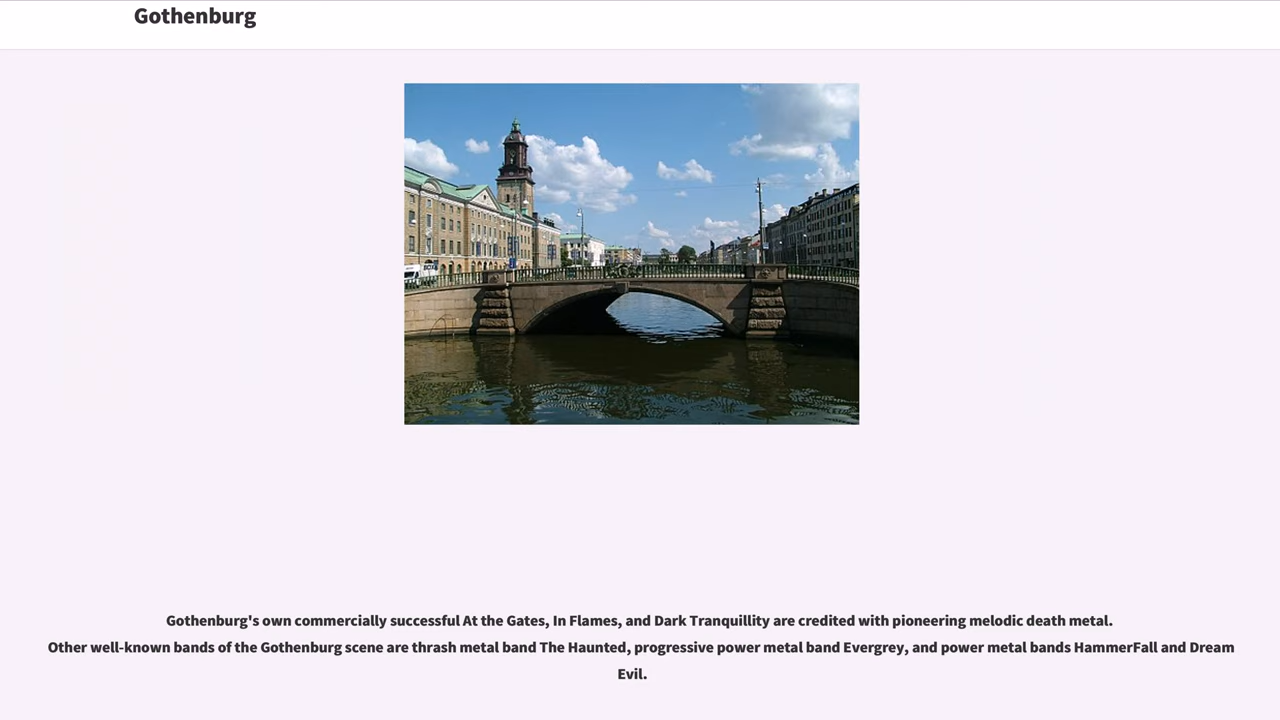 Gothenburg
Gothenburg's own commercially successful At the Gates, In Flames, and Dark Tranquillity are credited with pioneering melodic death metal.
Other well-known bands of the Gothenburg scene are thrash metal band The Haunted, progressive power metal band Evergrey, and power metal bands HammerFall and Dream
Evil.